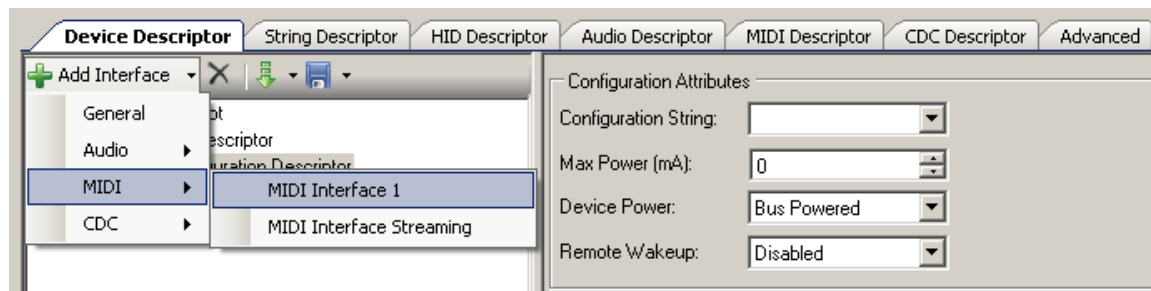 Device Descriptor String Descriptor HID Descriptor Audio Descriptor MIDI Descriptor CDC Descriptor Advanced
Add Interface
General
Audio
MIDI
CDC
MIDI Interface 1
MIDI Interface Streaming
Configuration Descriptor
Configuration Attributes
Configuration String:
Max Power (mA): 0
Device Power: Bus Powered
Remote Wakeup: Disabled